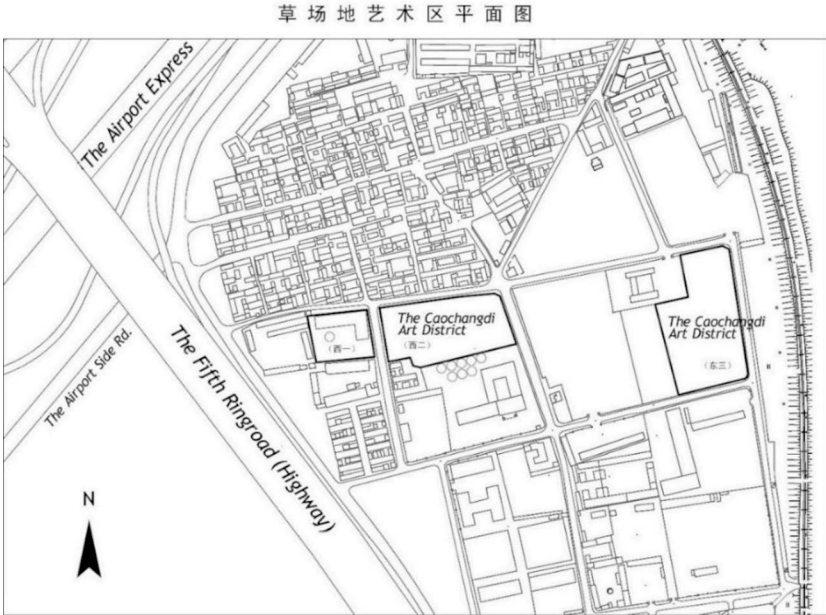 草场地艺术区平面图
The Airport Express
The Caochangdi
Art District
（西一）
（西二）
The Caochangdi
Art District
（东三）
The Airport Side Rd.
The Fifth Ringroad (Highway)
N